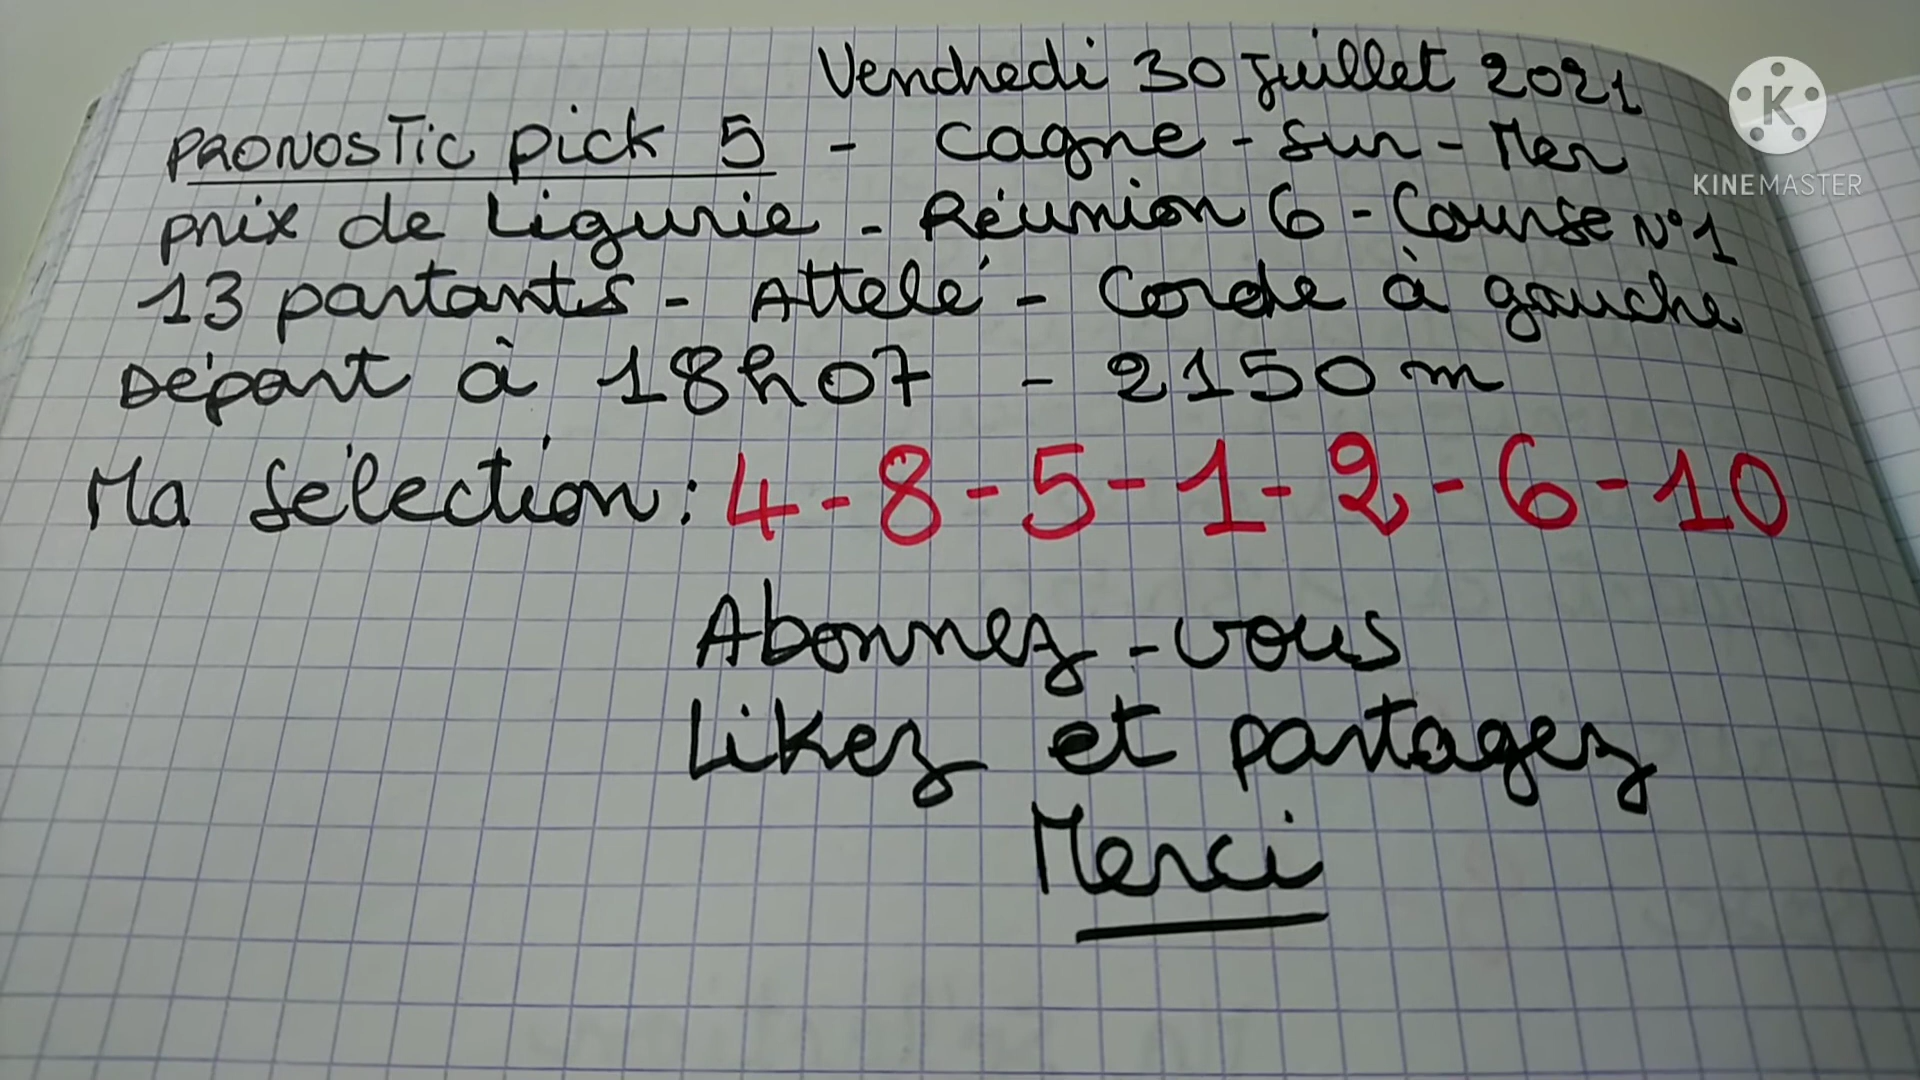 Vendredi 30 Juillet 2021
PRONOSTIC PICK 5 - Cagne-sur-Mer
prix de Ligurie - Réunion 6 - Course N°1
13 partants - Attelé - Corde à gauche
Départ à 18h07 - 2150 m
Ma Sélection : 4 - 8 - 5 - 1 - 2 - 6 - 10
Abonnez-vous
Likez et partagez
Merci
K
KINEMASTER